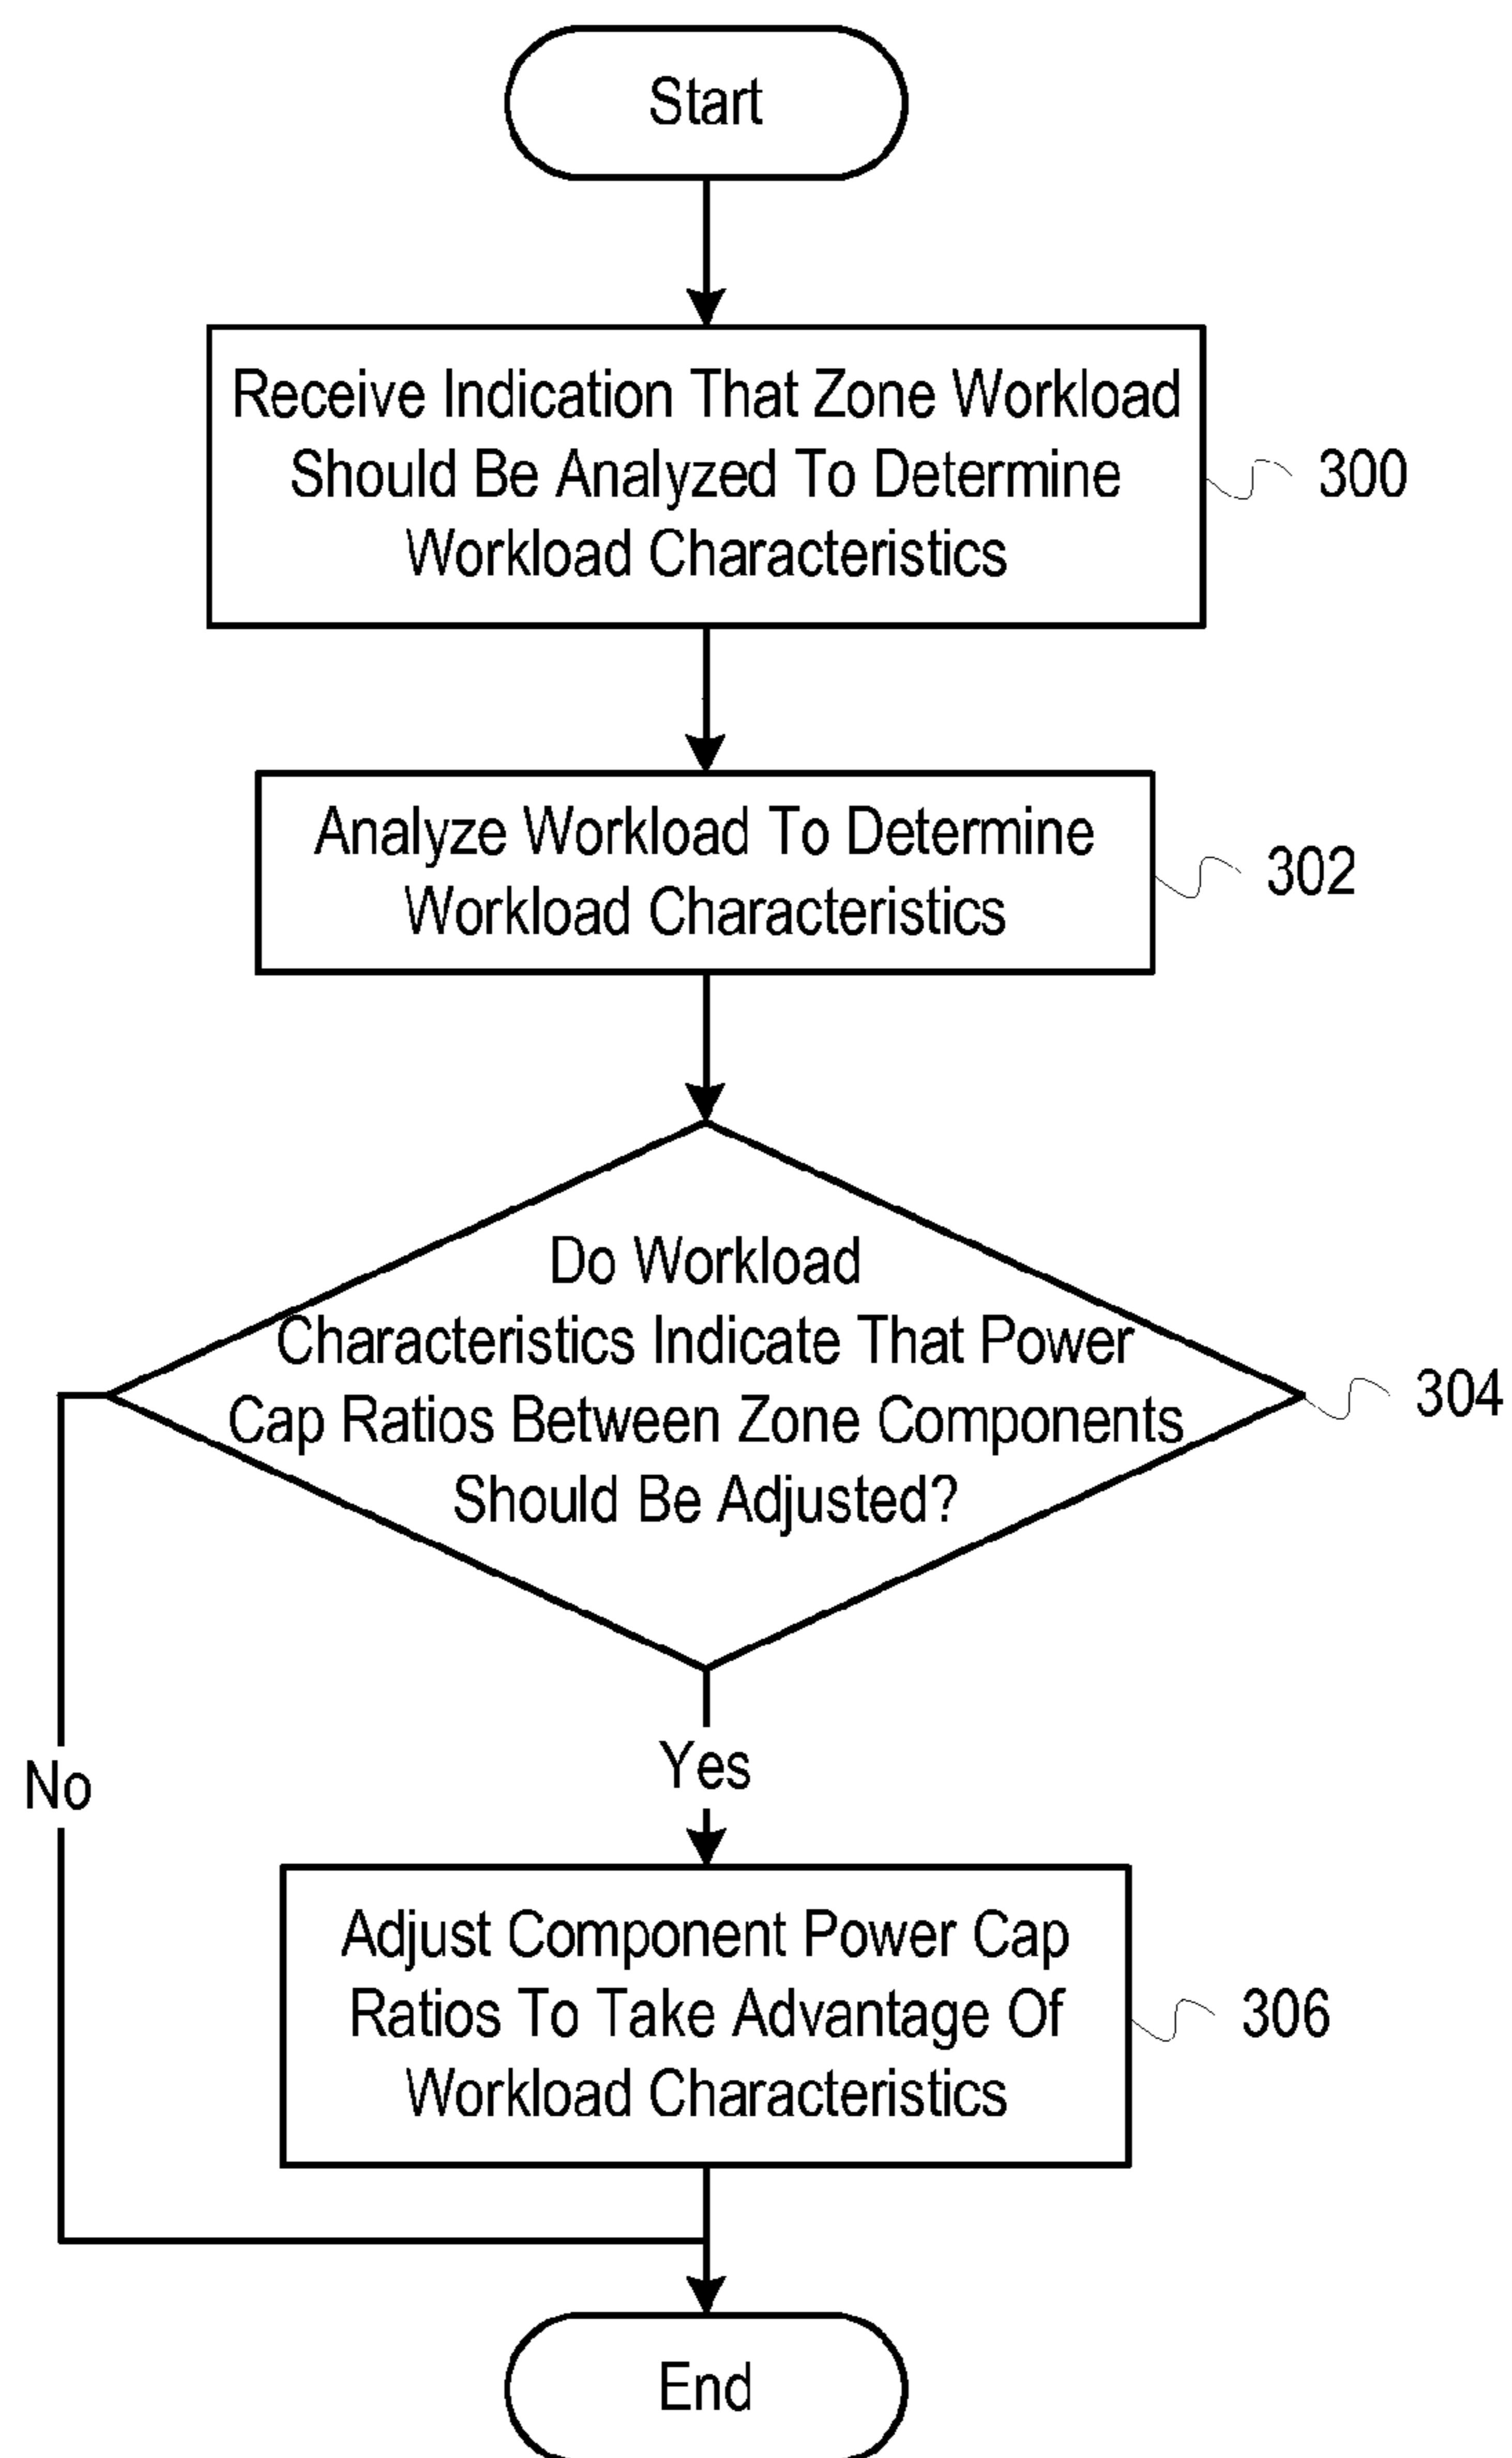 Start
Receive Indication That Zone Workload
Should Be Analyzed To Determine
Workload Characteristics
300
Analyze Workload To Determine
Workload Characteristics
302
Do Workload
Characteristics Indicate That Power
Cap Ratios Between Zone Components
Should Be Adjusted?
304
No
Yes
Adjust Component Power Cap
Ratios To Take Advantage Of
Workload Characteristics
306
End